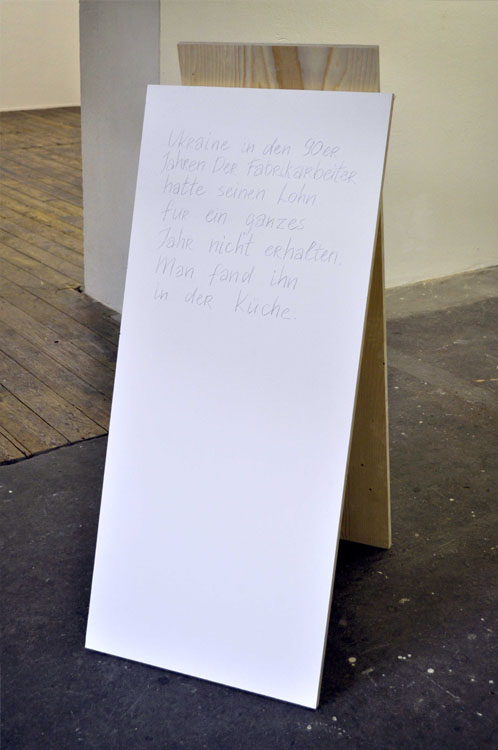 Ukraine in den 90er
Jahren Der Fabrikarbeiter
hatte seinen Lohn
fur ein ganzes
Jahr nicht erhalten.
Man fand ihn
in der Küche.